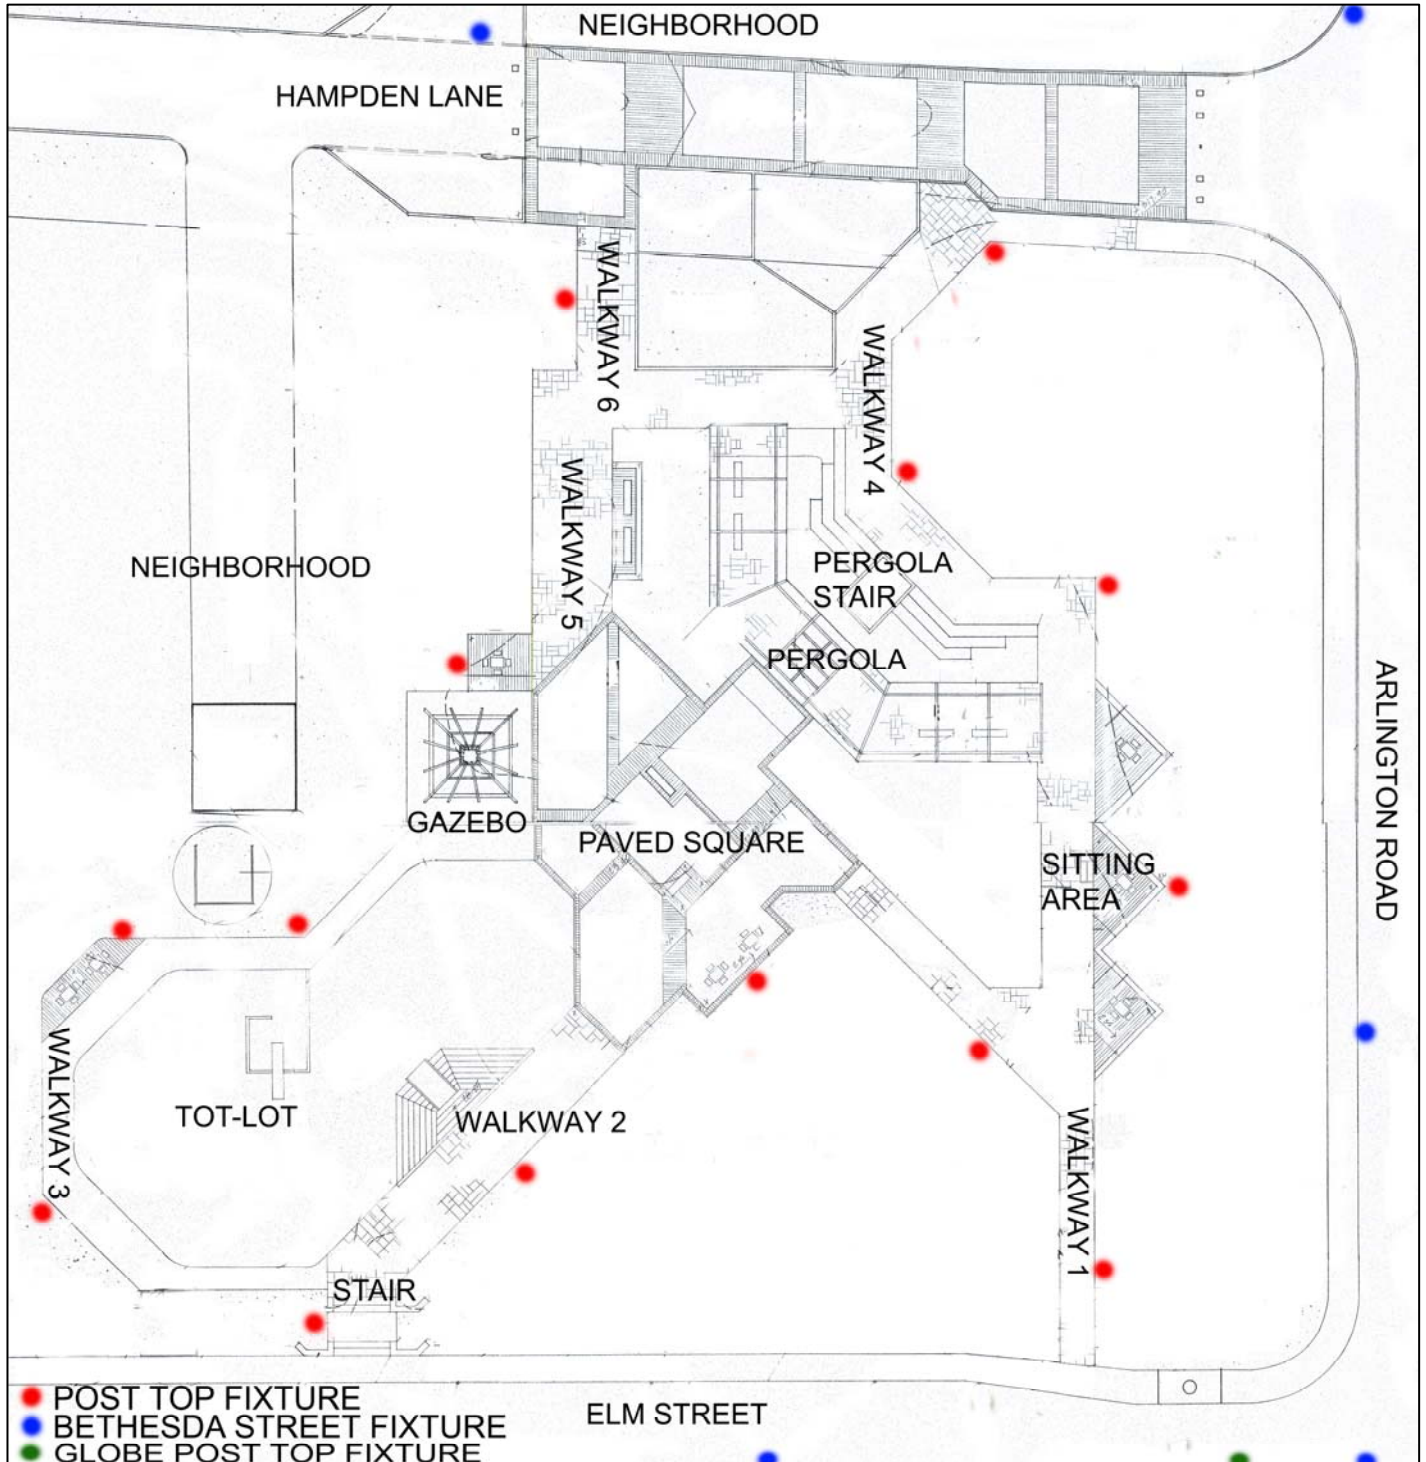 NEIGHBORHOOD
HAMPDEN LANE
WALKWAY 6
WALKWAY 4
WALKWAY 5
NEIGHBORHOOD
PERGOLA
STAIR
PERGOLA
ARLINGTON ROAD
GAZEBO
PAVED SQUARE
SITTING
AREA
WALKWAY 3
TOT-LOT
WALKWAY 2
WALKWAY 1
STAIR
POST TOP FIXTURE
BETHESDA STREET FIXTURE
GLOBE POST TOP FIXTURE
ELM STREET